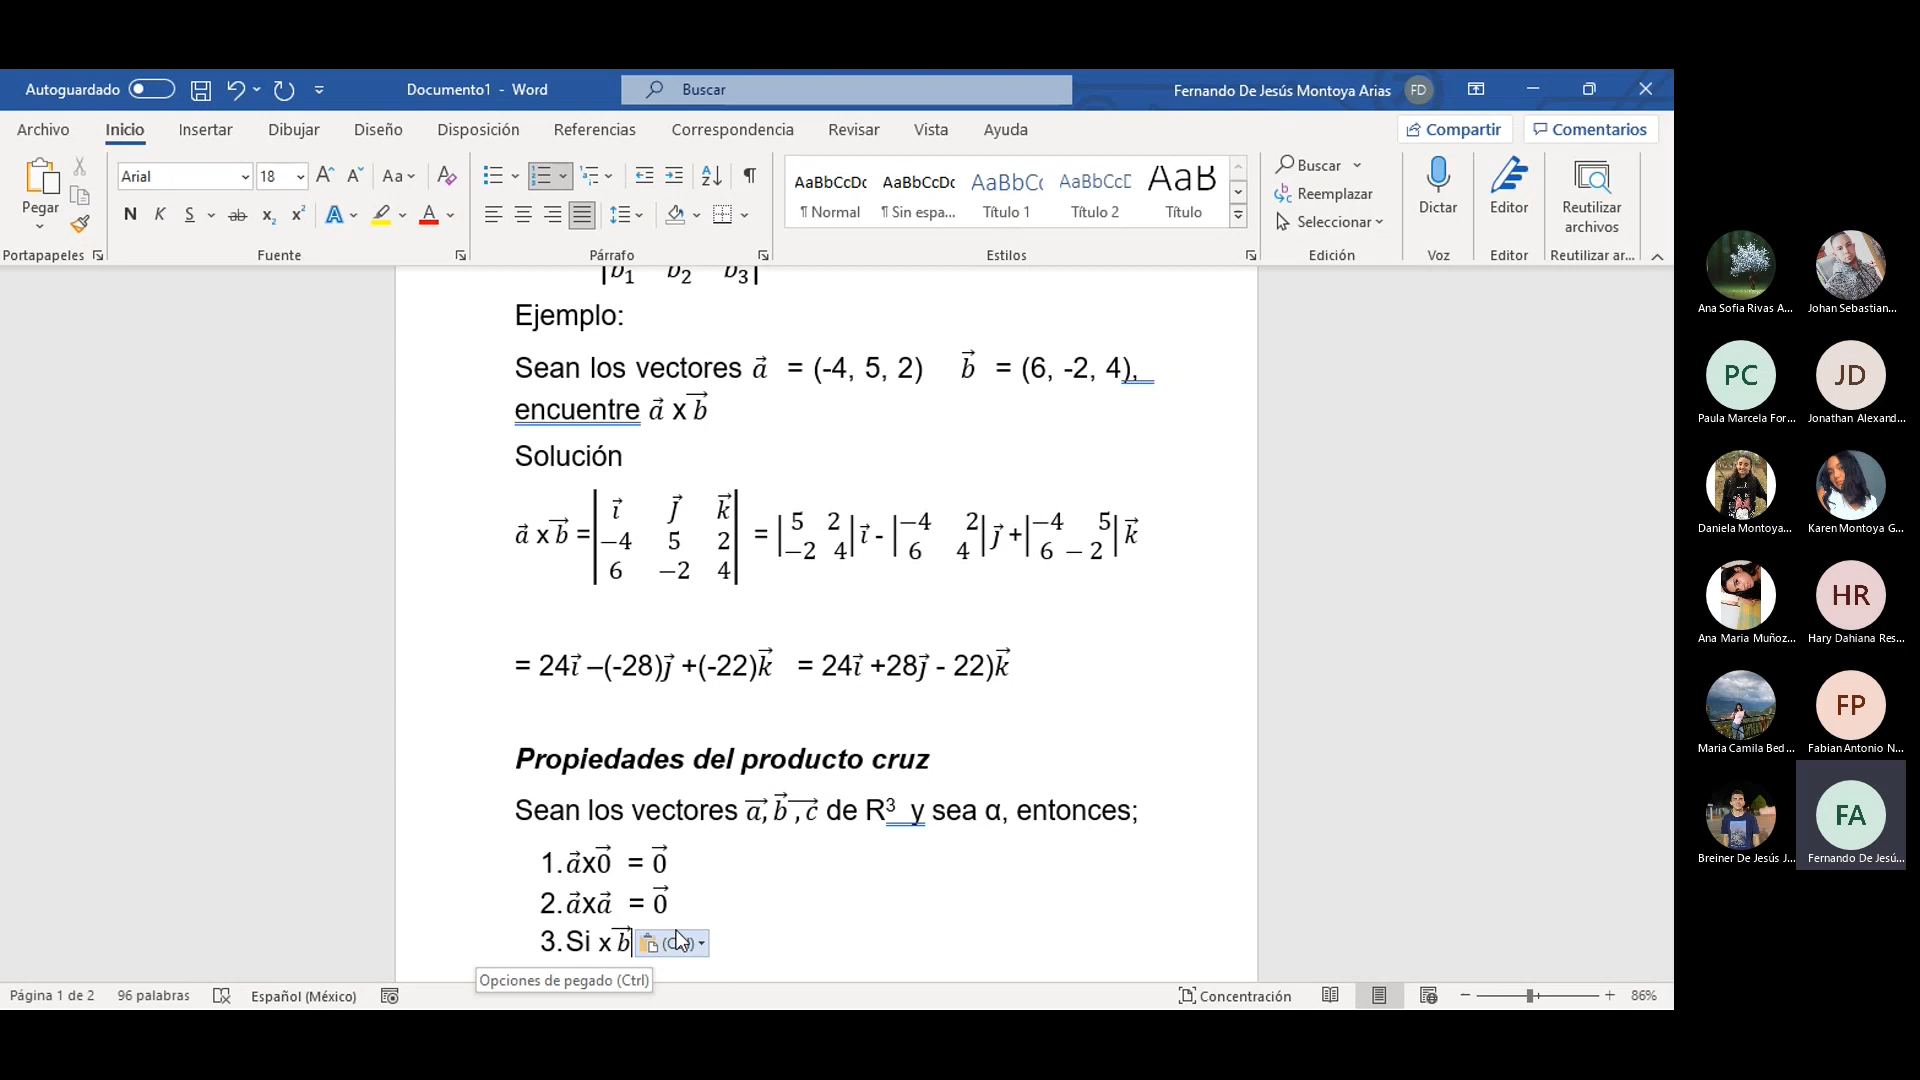 Autoguardado Documento1 - Word Buscar Fernando De Jesús Montoya Arias FD
Archivo Inicio Insertar Dibujar Diseño Disposición Referencias Correspondencia Revisar Vista Ayuda Compartir Comentarios
Pegar
Portapapeles
Arial 18 Aa
N K S ab x₂ x² A A
Fuente
Párrafo
AaBbCcDc AaBbCcDc AaBbCc AaBbCcD AaB
¶ Normal ¶ Sin espa... Título 1 Título 2 Título
Estilos
Buscar
Reemplazar
Seleccionar
Edición
Dictar
Voz
Editor
Editor
Reutilizar archivos
Reutilizar ar...
|b₁ b₂ b₃|
Ejemplo:
Sean los vectores a⃗ = (-4, 5, 2) b⃗ = (6, -2, 4),
encuentre a⃗ x b⃗
Solución
a⃗ x b⃗ = | i⃗ j⃗ k⃗ |
| −4 5 2 |
| 6 −2 4 |
= | 5 2 | i⃗ - | −4 2 | j⃗ + | −4 5 | k⃗
| −2 4 | | 6 4 | | 6 − 2 |
= 24i⃗ –(-28)j⃗ +(-22)k⃗ = 24i⃗ +28j⃗ - 22)k⃗
Propiedades del producto cruz
Sean los vectores a⃗, b⃗, c⃗ de R³ y sea α, entonces;
1. a⃗x0⃗ = 0⃗
2. a⃗xa⃗ = 0⃗
3. Si x b⃗
Opciones de pegado (Ctrl)
Página 1 de 2 96 palabras Español (México) Concentración 86%
Ana Sofia Rivas A... Johan Sebastian...
PC JD
Paula Marcela For... Jonathan Alexand...
Daniela Montoya... Karen Montoya G...
HR
Ana Maria Muñoz... Hary Dahiana Res...
FP
Maria Camila Bed... Fabian Antonio N...
FA
Breiner De Jesús J... Fernando De Jesú...